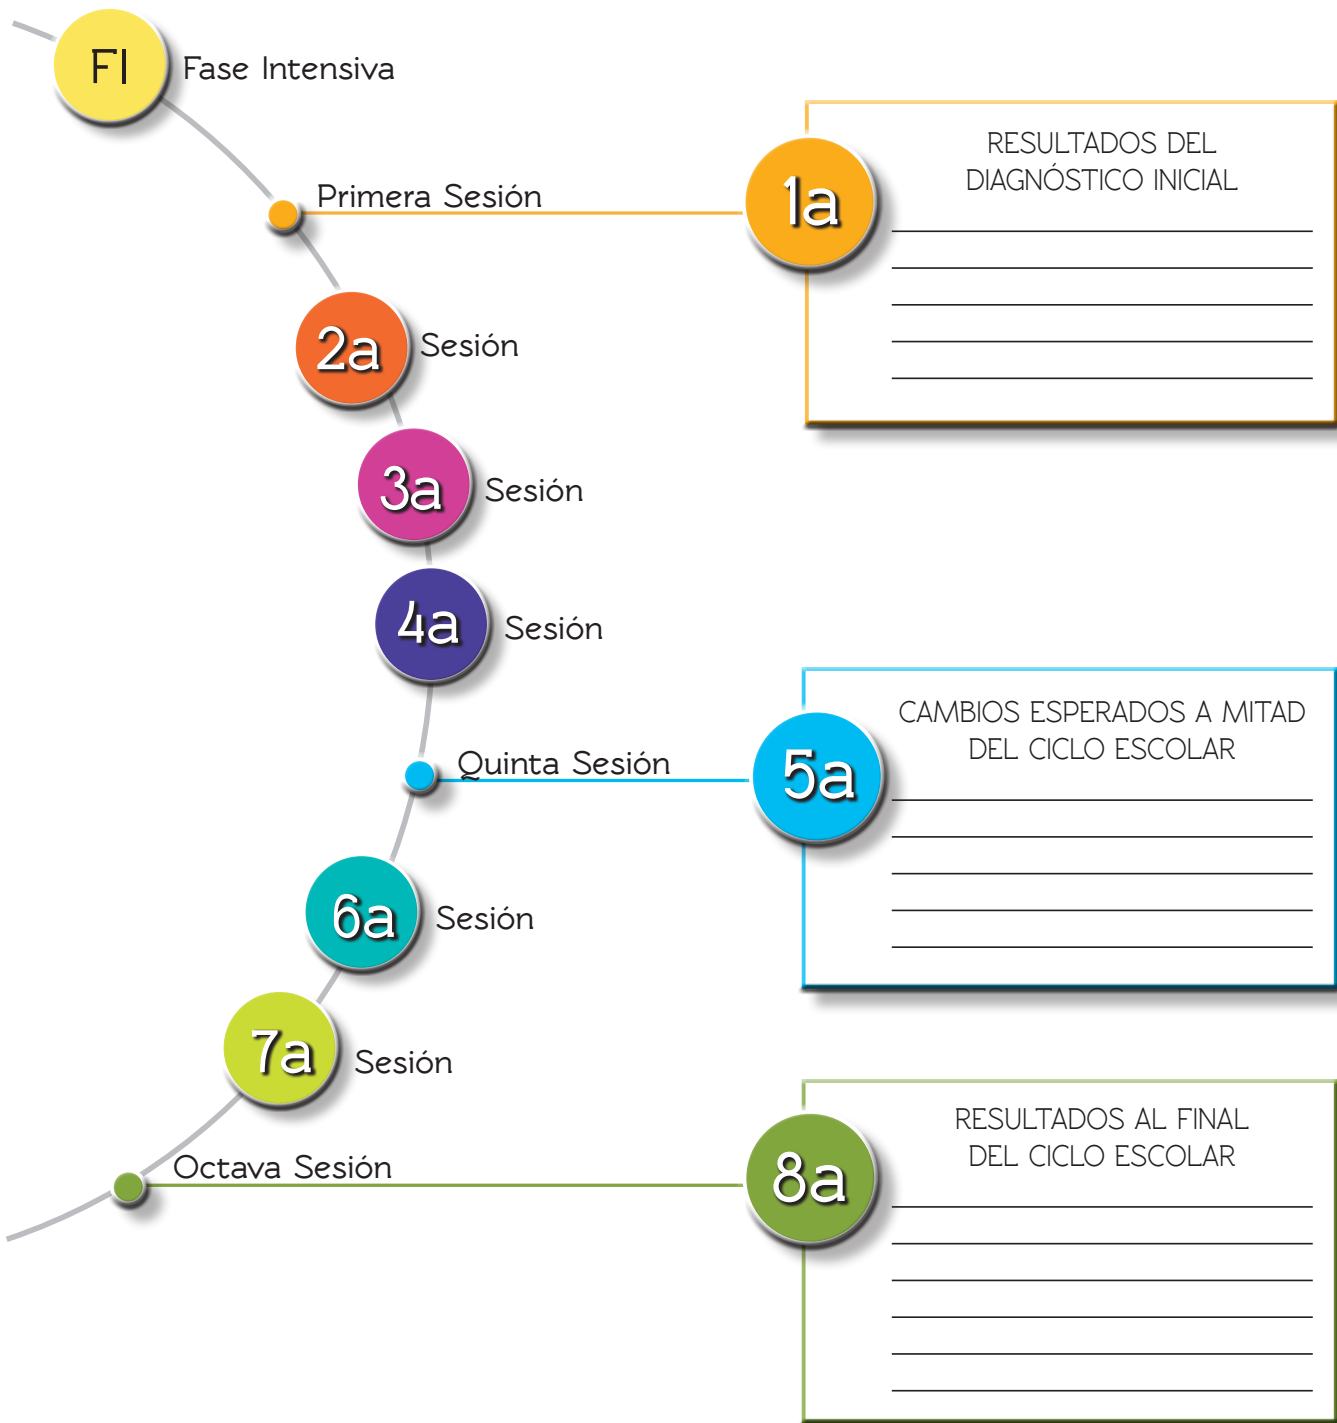 FI
Fase Intensiva
Primera Sesión
1a
RESULTADOS DEL
DIAGNÓSTICO INICIAL
2a
Sesión
3a
Sesión
4a
Sesión
Quinta Sesión
5a
CAMBIOS ESPERADOS A MITAD
DEL CICLO ESCOLAR
6a
Sesión
7a
Sesión
Octava Sesión
8a
RESULTADOS AL FINAL
DEL CICLO ESCOLAR